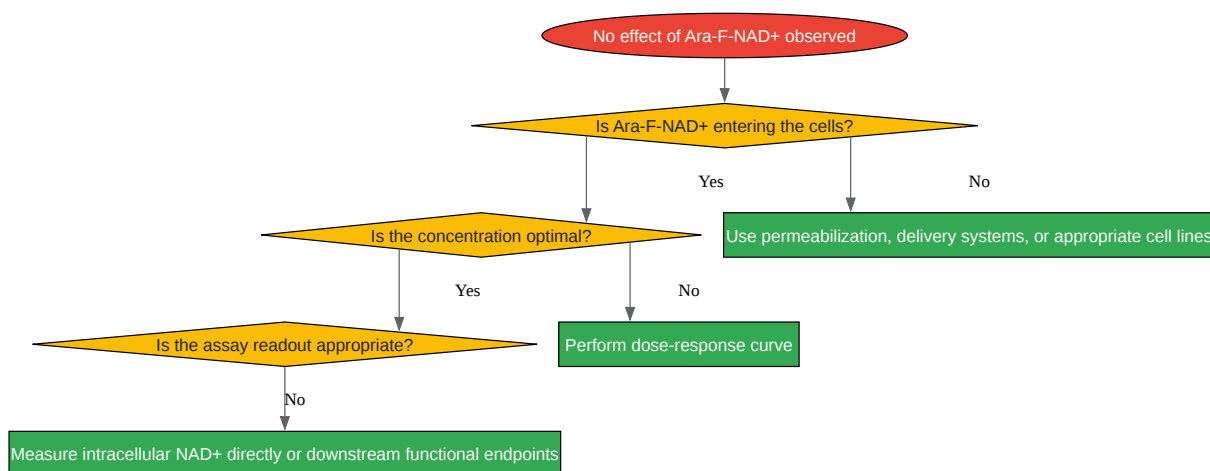 No effect of Ara-F-NAD+ observed
Is Ara-F-NAD+ entering the cells?
Yes
No
Is the concentration optimal?
Use permeabilization, delivery systems, or appropriate cell lines
Yes
No
Is the assay readout appropriate?
Perform dose-response curve
No
Measure intracellular NAD+ directly or downstream functional endpoints